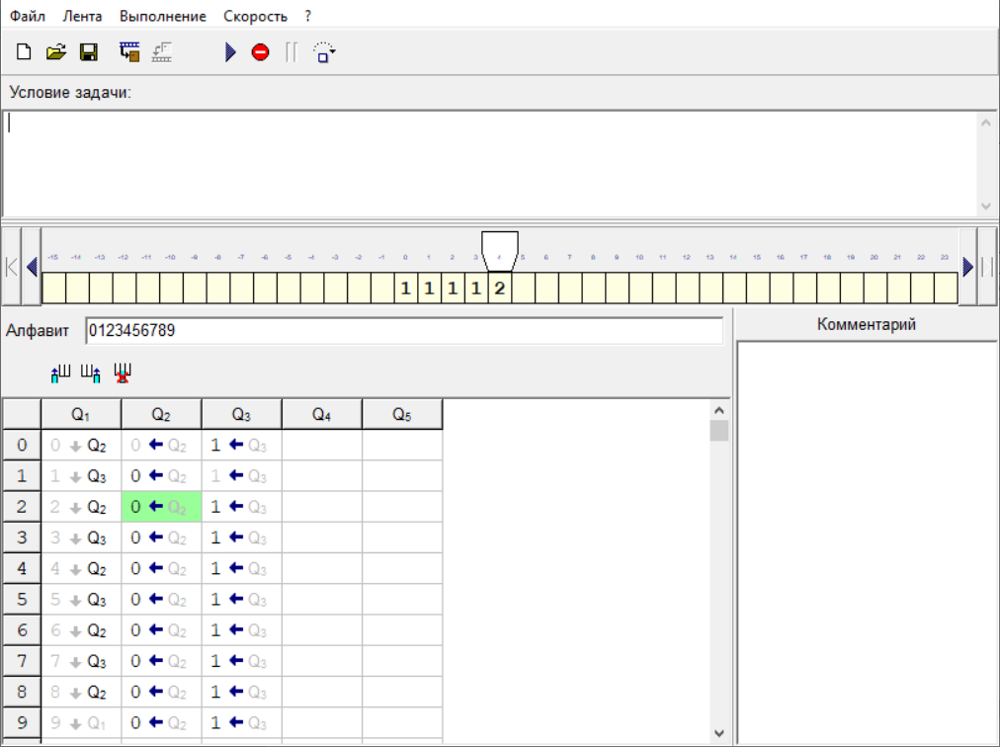 Файл Лента Выполнение Скорость ?
Условие задачи:
-15 -14 -13 -12 -11 -10 -9 -8 -7 -6 -5 -4 -3 -2 -1 0 1 2 3 4 5 6 7 8 9 10 11 12 13 14 15 16 17 18 19 20 21 22 23
1 1 1 1 2
Алфавит 0123456789
Комментарий
Q1 Q2 Q3 Q4 Q5
0 0 Q2 0 Q2 1 Q3
1 1 Q3 0 Q2 1 Q3
2 2 Q2 0 Q2 1 Q3
3 3 Q3 0 Q2 1 Q3
4 4 Q2 0 Q2 1 Q3
5 5 Q3 0 Q2 1 Q3
6 6 Q2 0 Q2 1 Q3
7 7 Q3 0 Q2 1 Q3
8 8 Q2 0 Q2 1 Q3
9 9 Q1 0 Q2 1 Q3